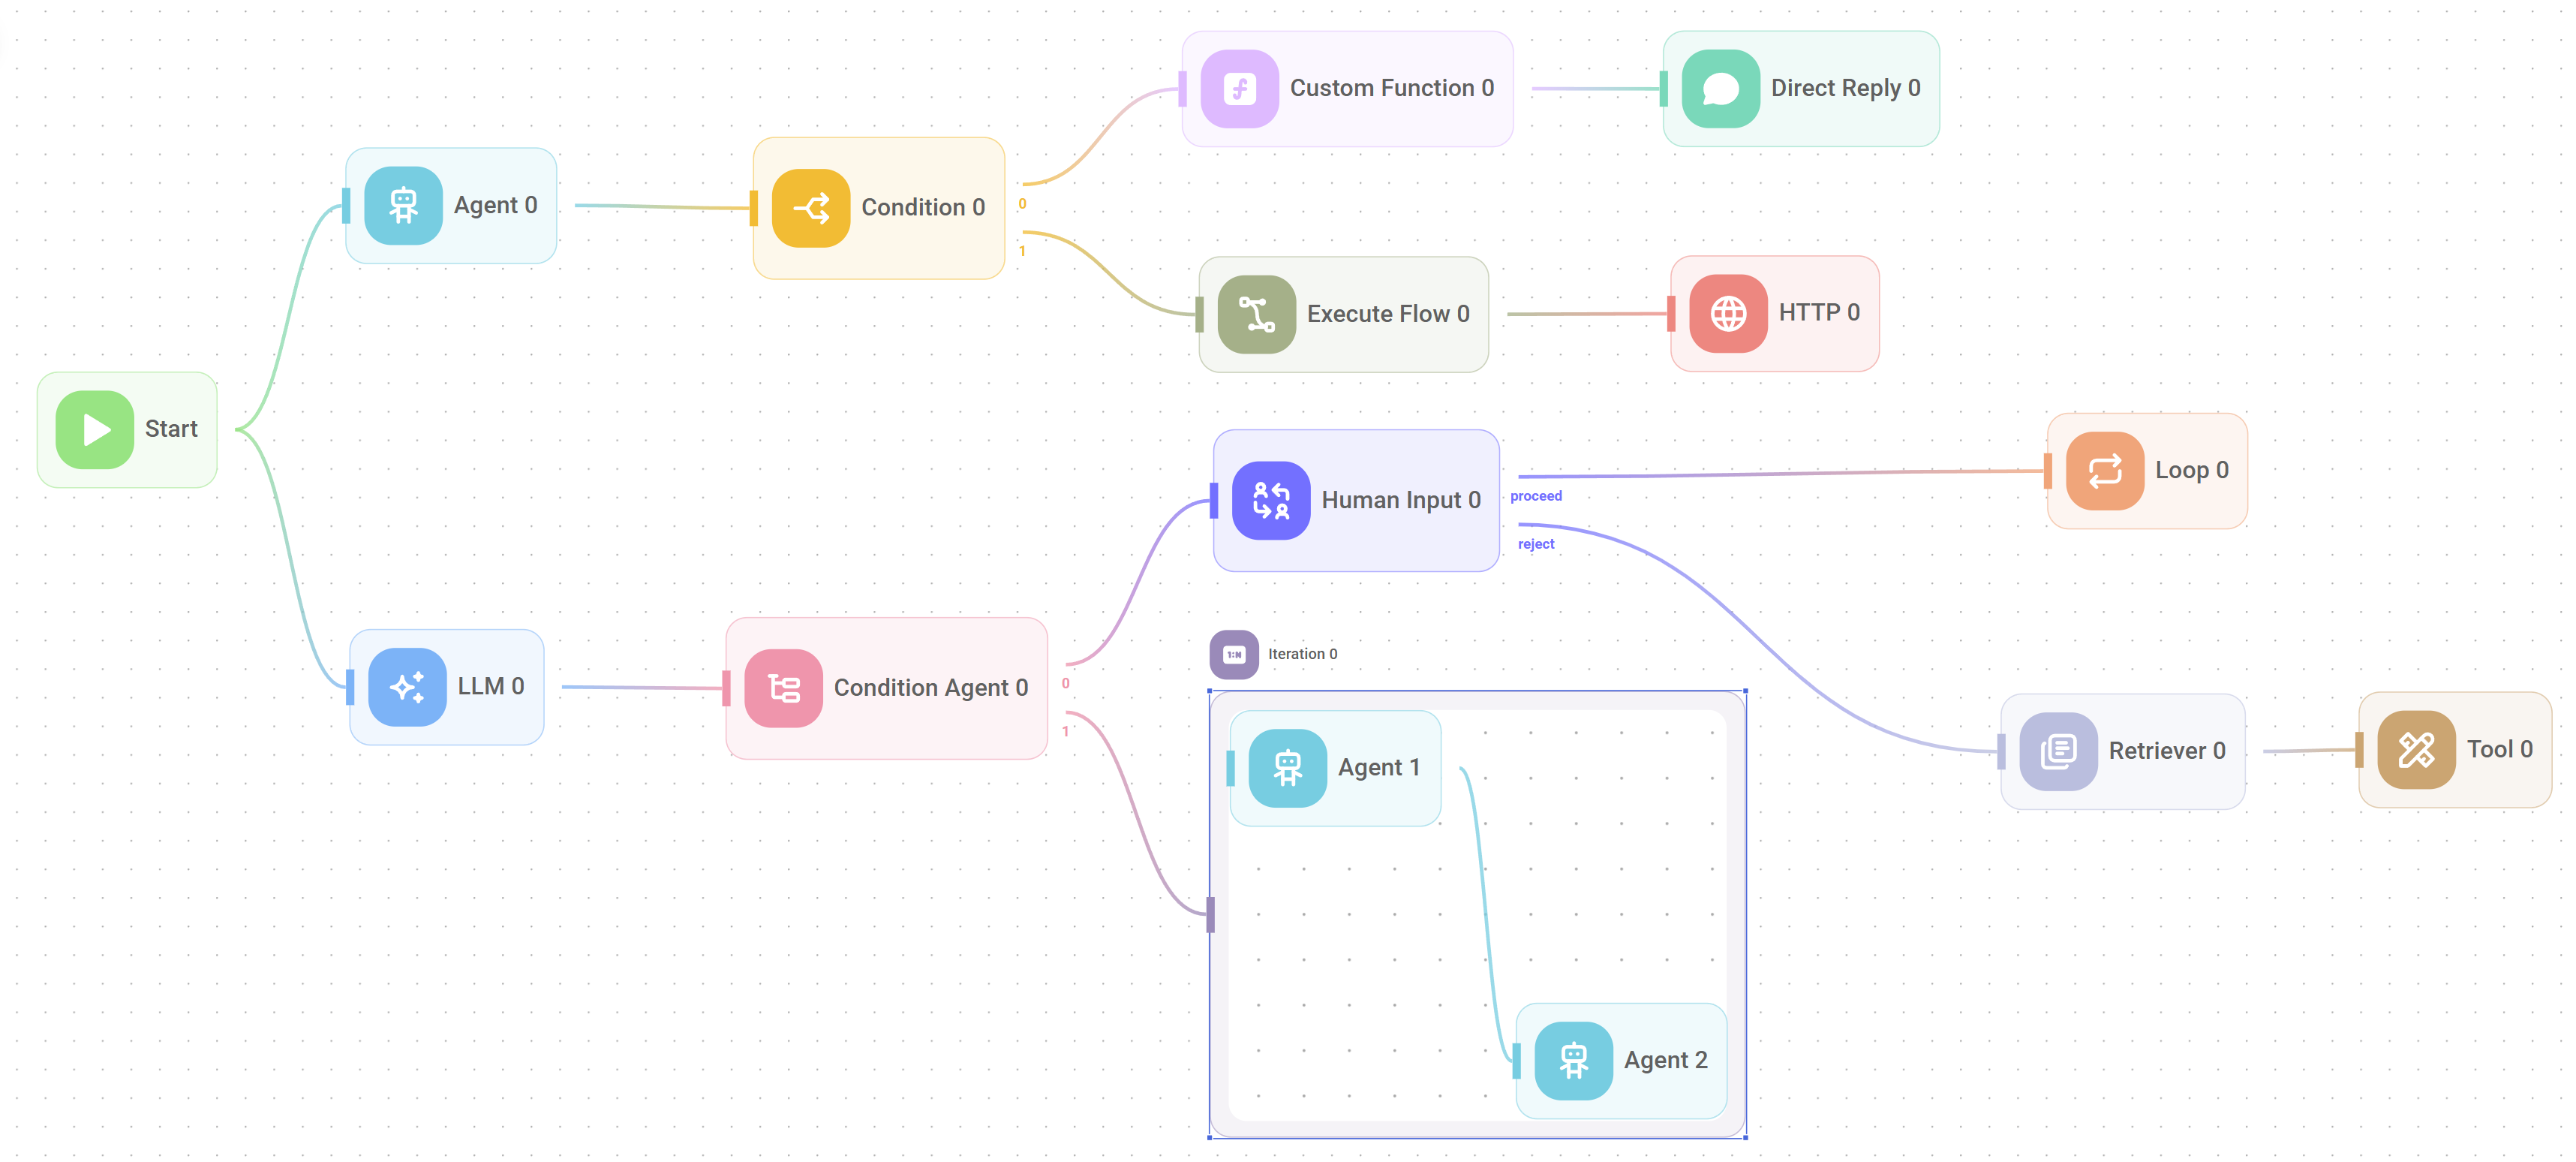 Custom Function 0
Direct Reply 0
Agent 0
Condition 0
0
1
Execute Flow 0
HTTP 0
Start
Human Input 0
proceed
reject
Loop 0
LLM 0
Condition Agent 0
0
1
1:N
Iteration 0
Agent 1
Retriever 0
Tool 0
Agent 2